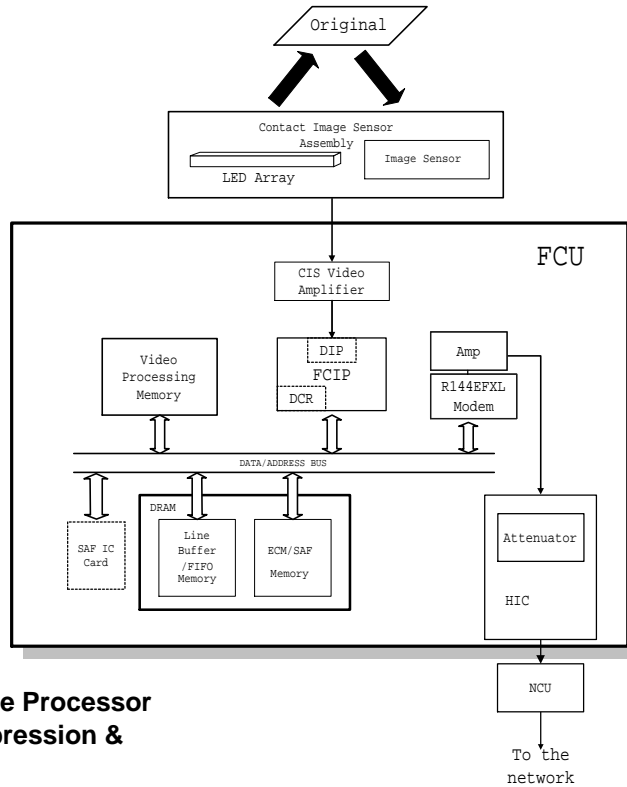 Original
Contact Image Sensor
Assembly
Image Sensor
LED Array
FCU
CIS Video
Amplifier
DIP
FCIP
DCR
Video
Processing
Memory
Amp
R144EFXL
Modem
DATA/ADDRESS BUS
SAF IC
Card
DRAM
Line
Buffer
/FIFO
Memory
ECM/SAF
Memory
Attenuator
HIC
NCU
To the
network
e Processor
pression &